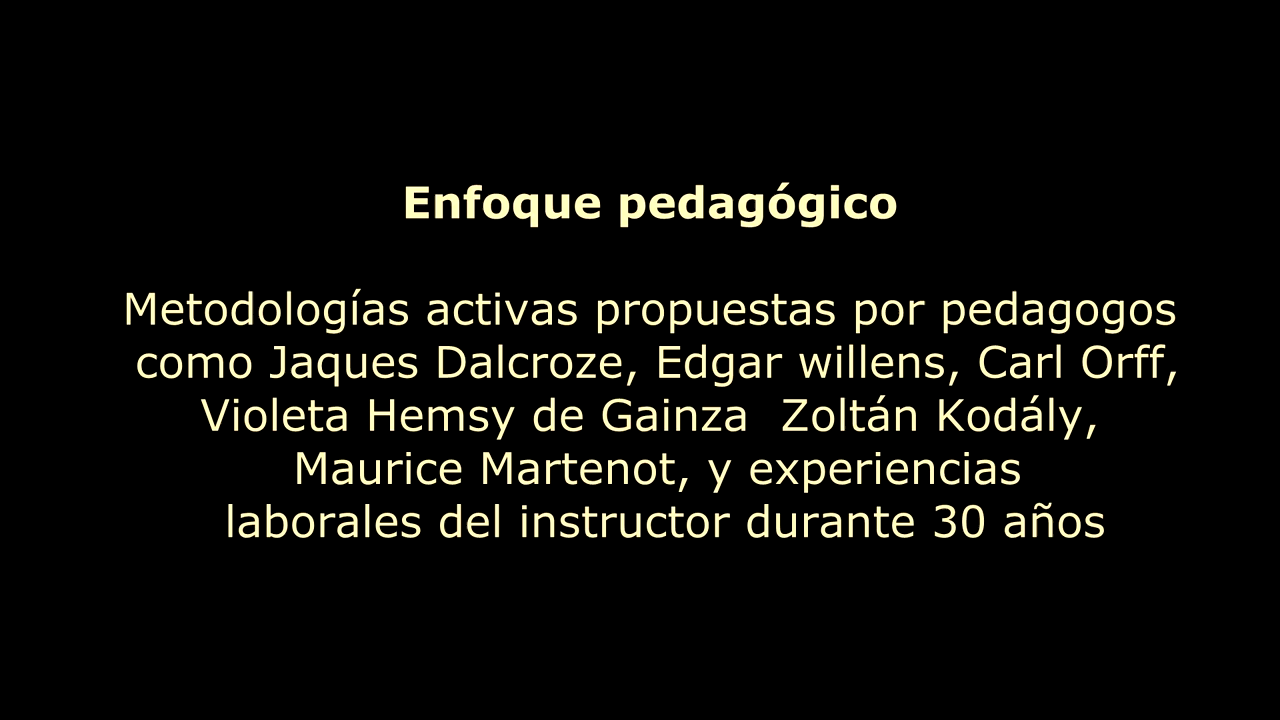 Enfoque pedagógico
Metodologías activas propuestas por pedagogos
como Jaques Dalcroze, Edgar willens, Carl Orff,
Violeta Hemsy de Gainza  Zoltán Kodály,
Maurice Martenot, y experiencias
laborales del instructor durante 30 años